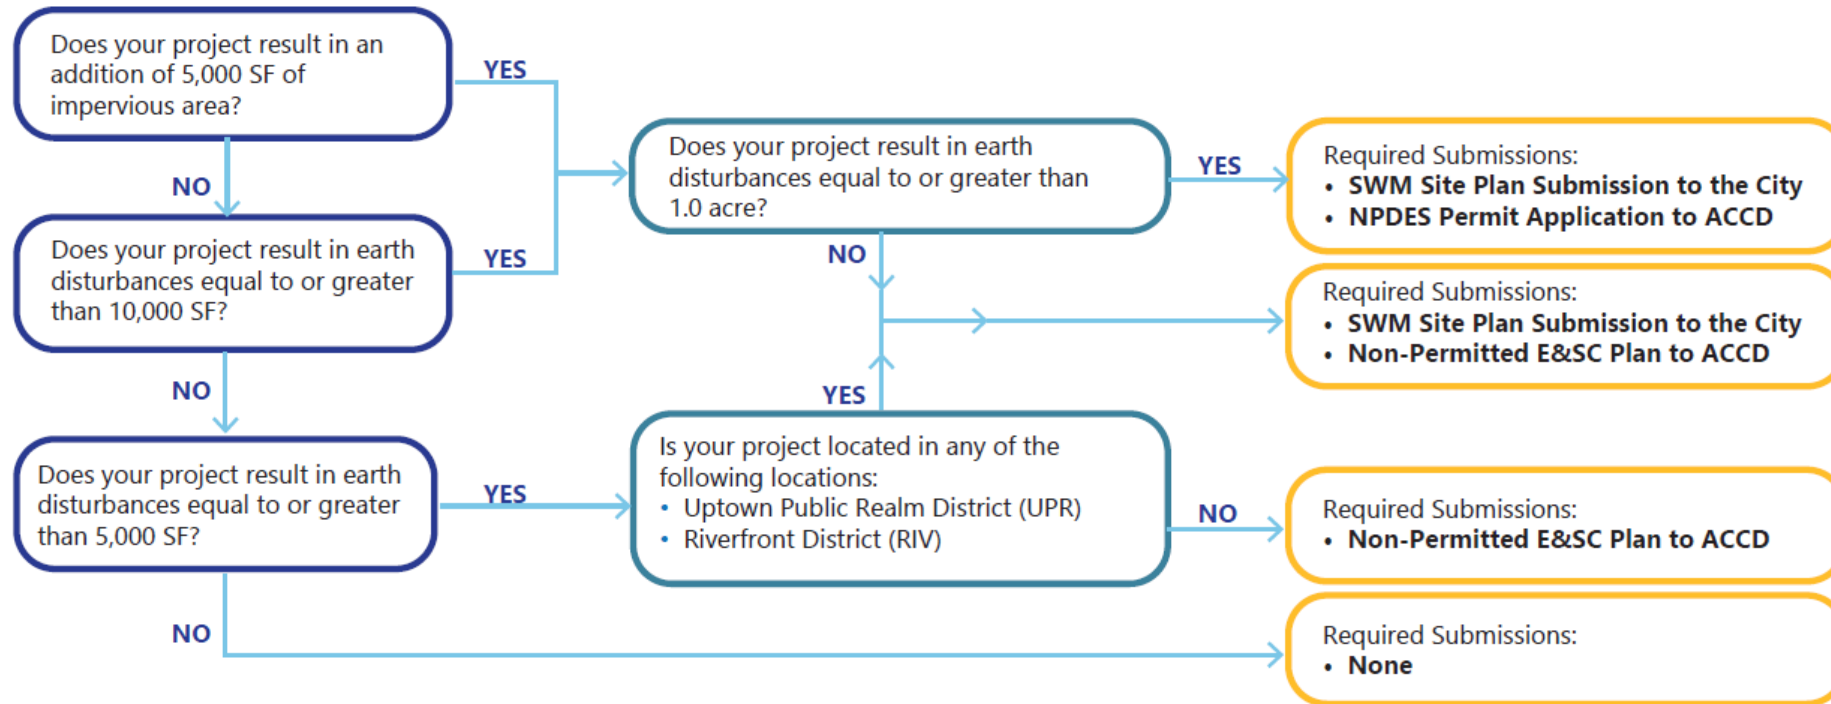 Does your project result in an
addition of 5,000 SF of
impervious area?
YES
NO
Does your project result in earth
disturbances equal to or greater
than 10,000 SF?
YES
NO
Does your project result in earth
disturbances equal to or greater
than 5,000 SF?
YES
NO
Does your project result in earth
disturbances equal to or greater than
1.0 acre?
YES
NO
Is your project located in any of the
following locations:
• Uptown Public Realm District (UPR)
• Riverfront District (RIV)
YES
NO
Required Submissions:
• SWM Site Plan Submission to the City
• NPDES Permit Application to ACCD
Required Submissions:
• SWM Site Plan Submission to the City
• Non-Permitted E&SC Plan to ACCD
Required Submissions:
• Non-Permitted E&SC Plan to ACCD
Required Submissions:
• None